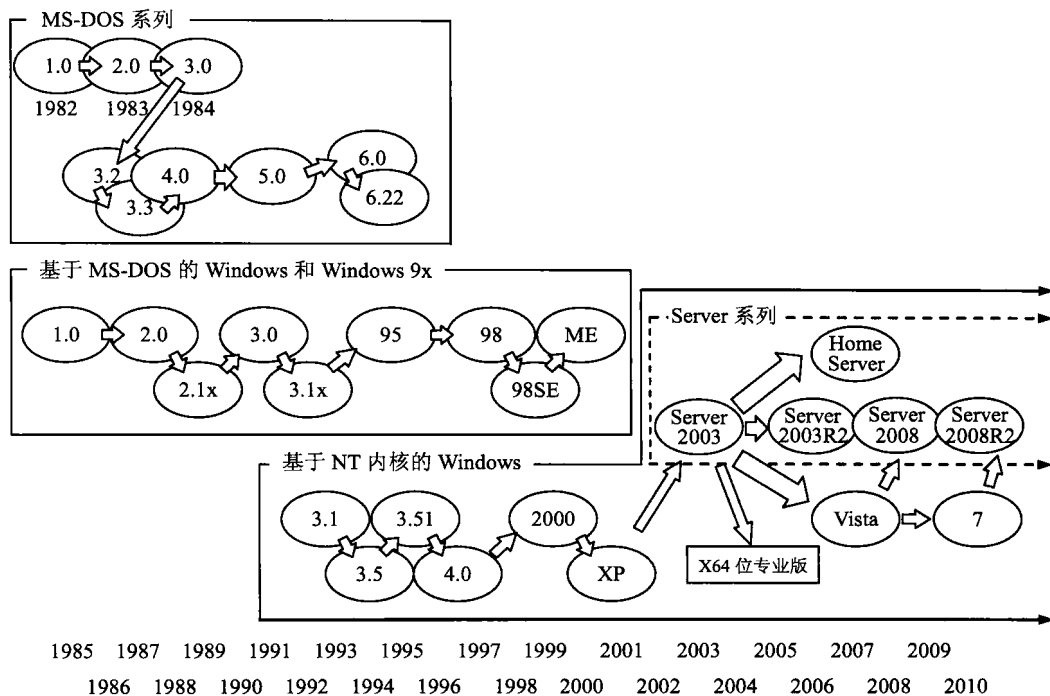 MS-DOS 系列
1.0
2.0
3.0
1982
1983
1984
3.2
3.3
4.0
5.0
6.0
6.22
基于 MS-DOS 的 Windows 和 Windows 9x
1.0
2.0
2.1x
3.0
3.1x
95
98
98SE
ME
Server 系列
Home
Server
Server
2003
Server
2003R2
Server
2008
Server
2008R2
基于 NT 内核的 Windows
3.1
3.5
3.51
4.0
2000
XP
Vista
7
X64 位专业版
1985 1987 1989 1991 1993 1995 1997 1999 2001 2003 2005 2007 2009
1986 1988 1990 1992 1994 1996 1998 2000 2002 2004 2006 2008 2010